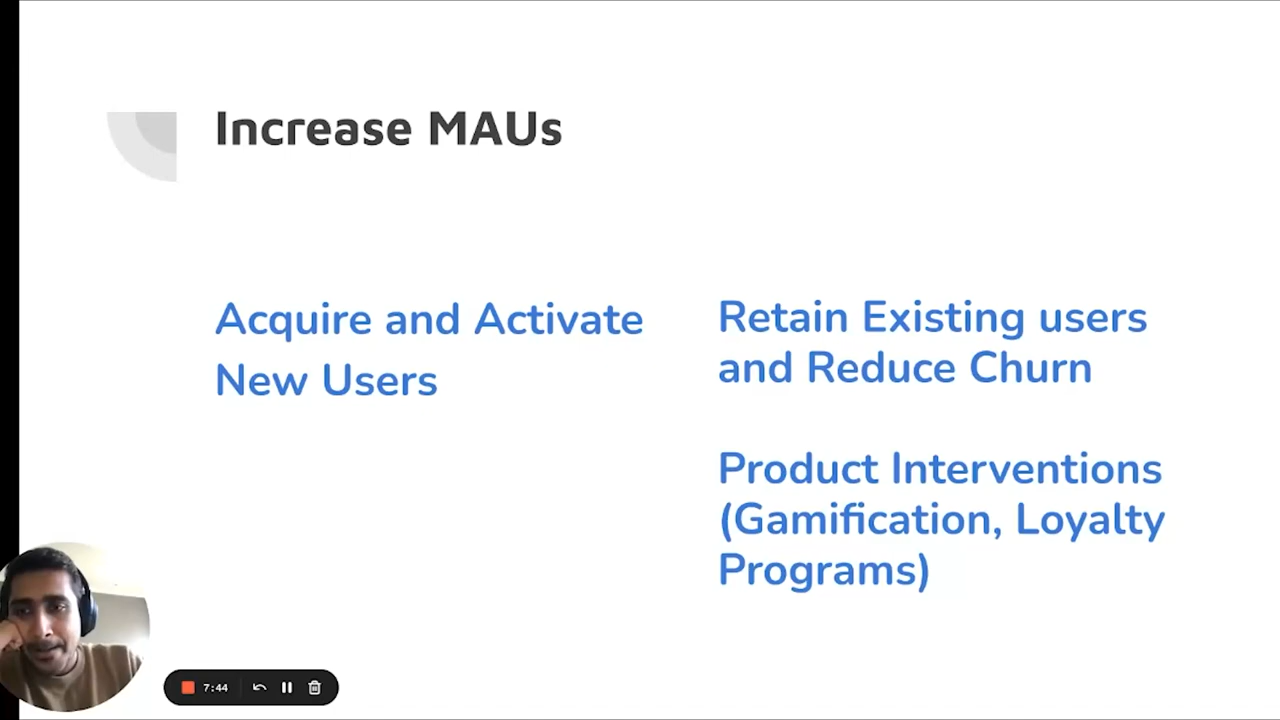 Increase MAUs
Acquire and Activate
New Users
Retain Existing users
and Reduce Churn
Product Interventions
(Gamification, Loyalty
Programs)
7:44